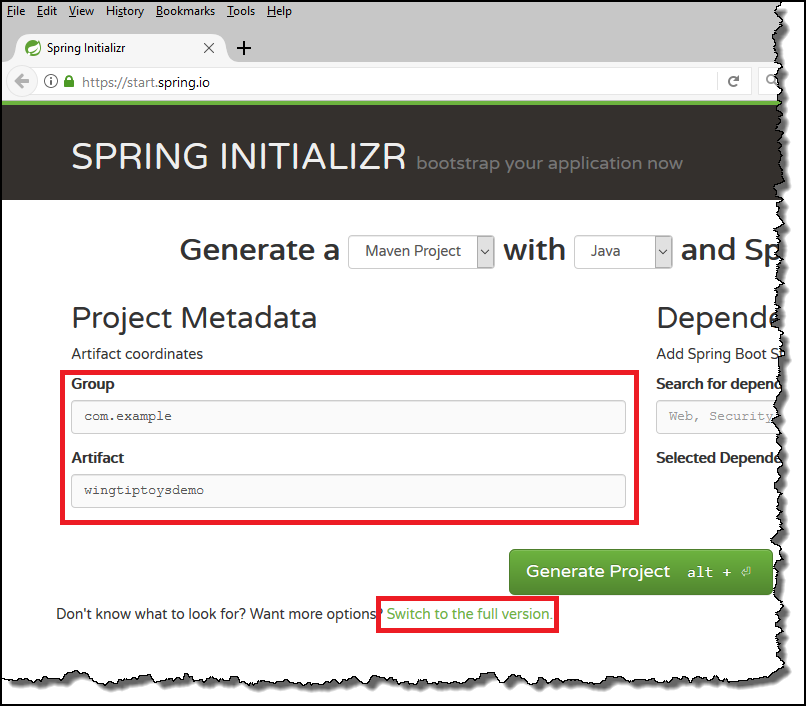 File Edit View History Bookmarks Tools Help
Spring Initializr
https://start.spring.io
SPRING INITIALIZR bootstrap your application now
Generate a Maven Project with Java and Sp
Project Metadata
Artifact coordinates
Group
com.example
Artifact
wingtiptoysdemo
Depende
Add Spring Boot S
Search for depend
Web, Security
Selected Depende
Generate Project alt + ⏎
Don't know what to look for? Want more options? Switch to the full version.